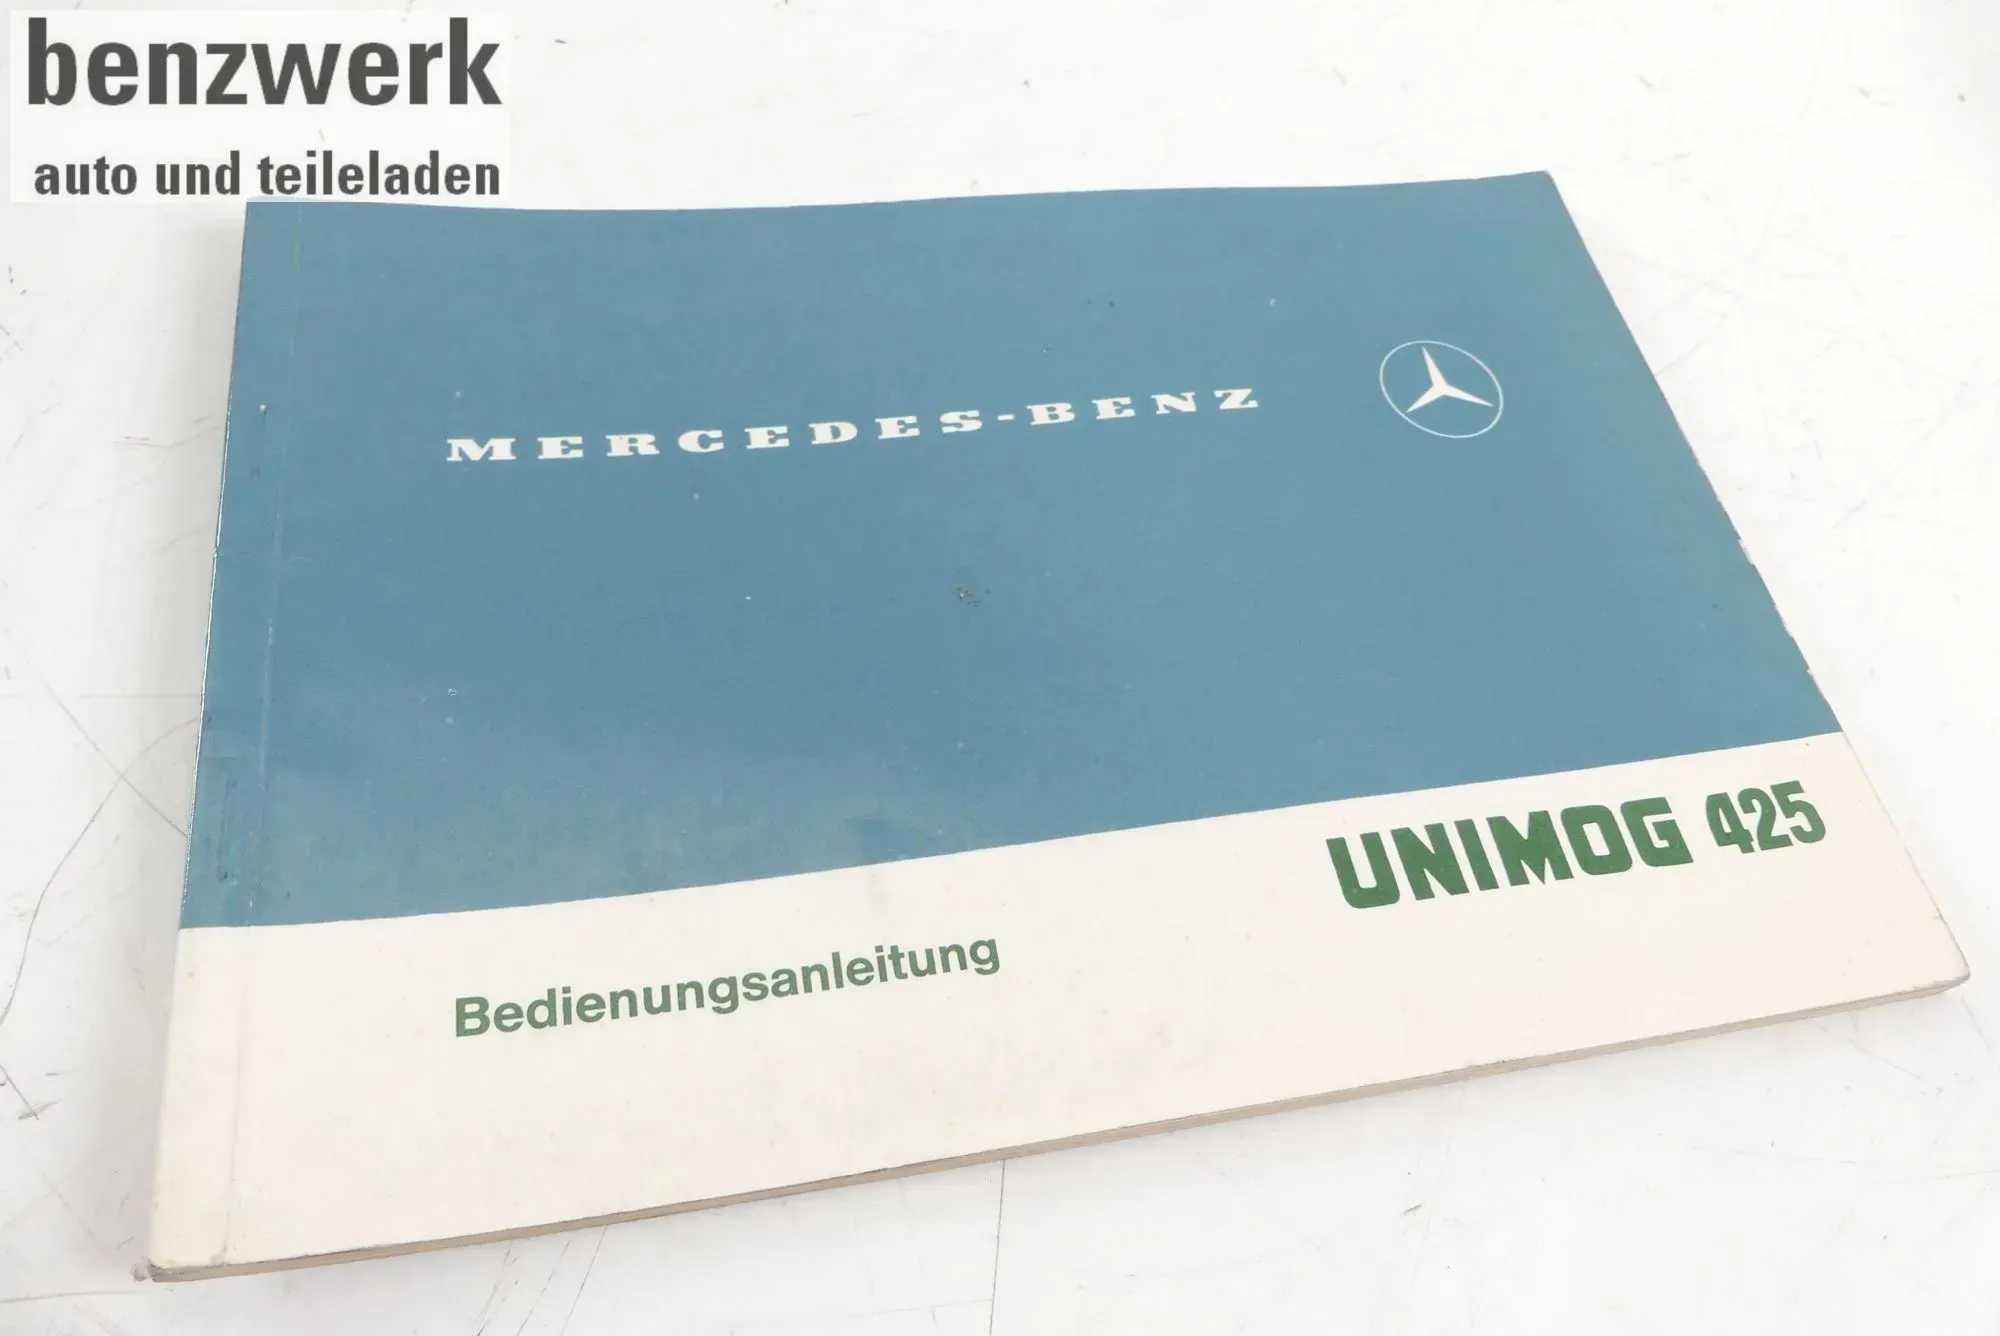 benzwerk
auto und teileladen
MERCEDES-BENZ
UNIMOG 425
Bedienungsanleitung